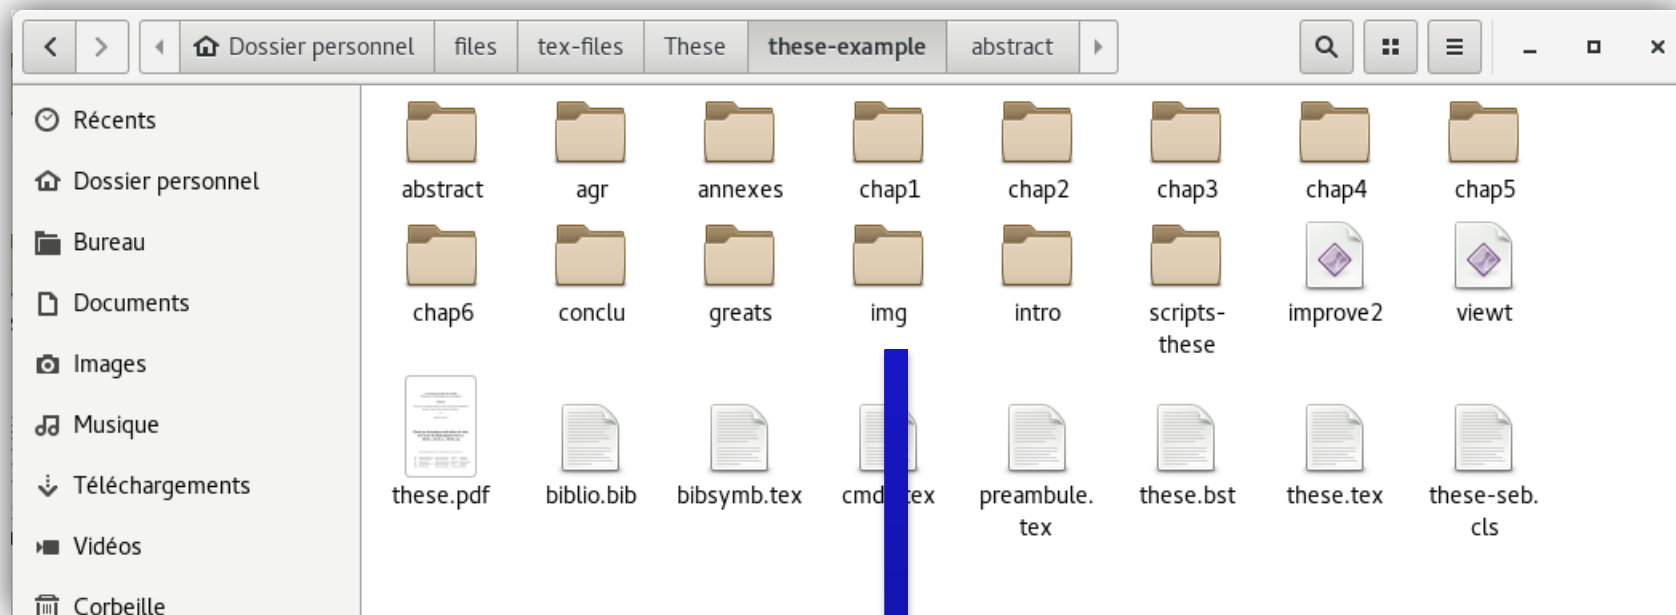 Dossier personnel files tex-files These these-example abstract
Récents
Dossier personnel
Bureau
Documents
Images
Musique
Téléchargements
Vidéos
Corbeille
abstract agr annexes chap1 chap2 chap3 chap4 chap5
chap6 conclu greats img intro scripts- improve2 viewt
these
these.pdf biblio.bib bibsymb.tex preambule. these.bst these.tex these-seb.
tex cls